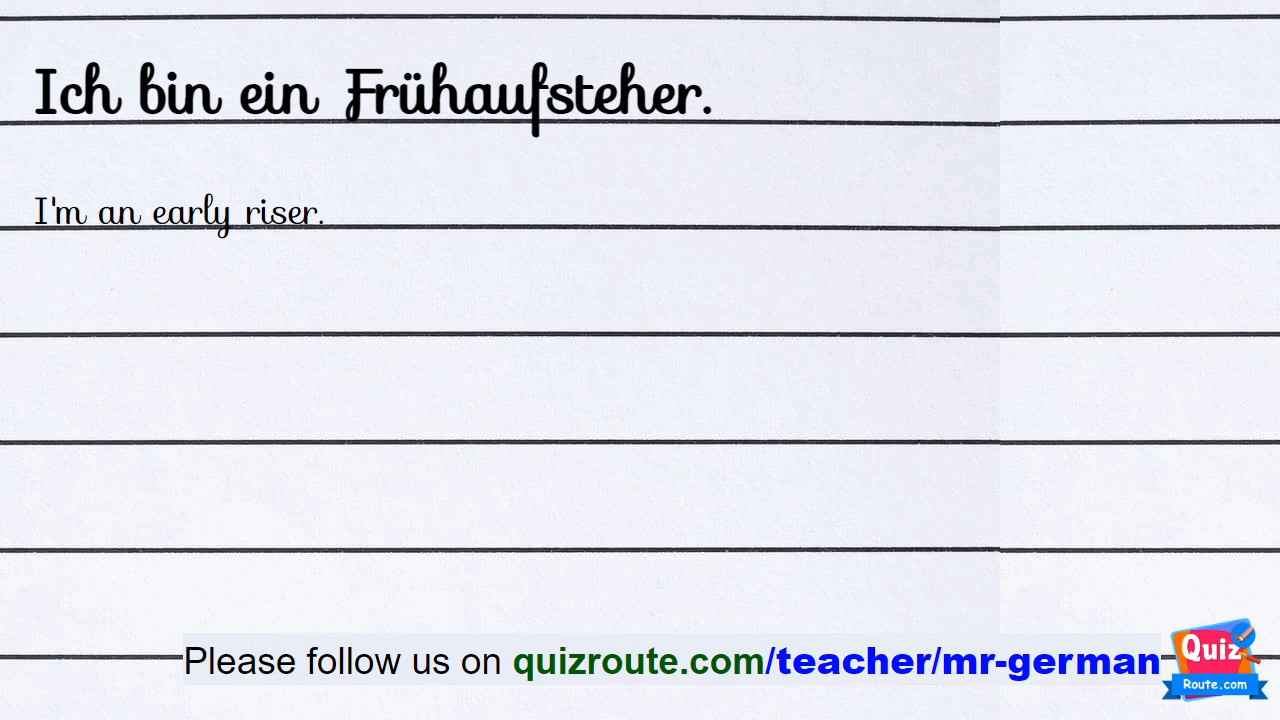 Ich bin ein Frühaufsteher.
I'm an early riser.
Please follow us on quizroute.com/teacher/mr-german
Quiz
Route.com